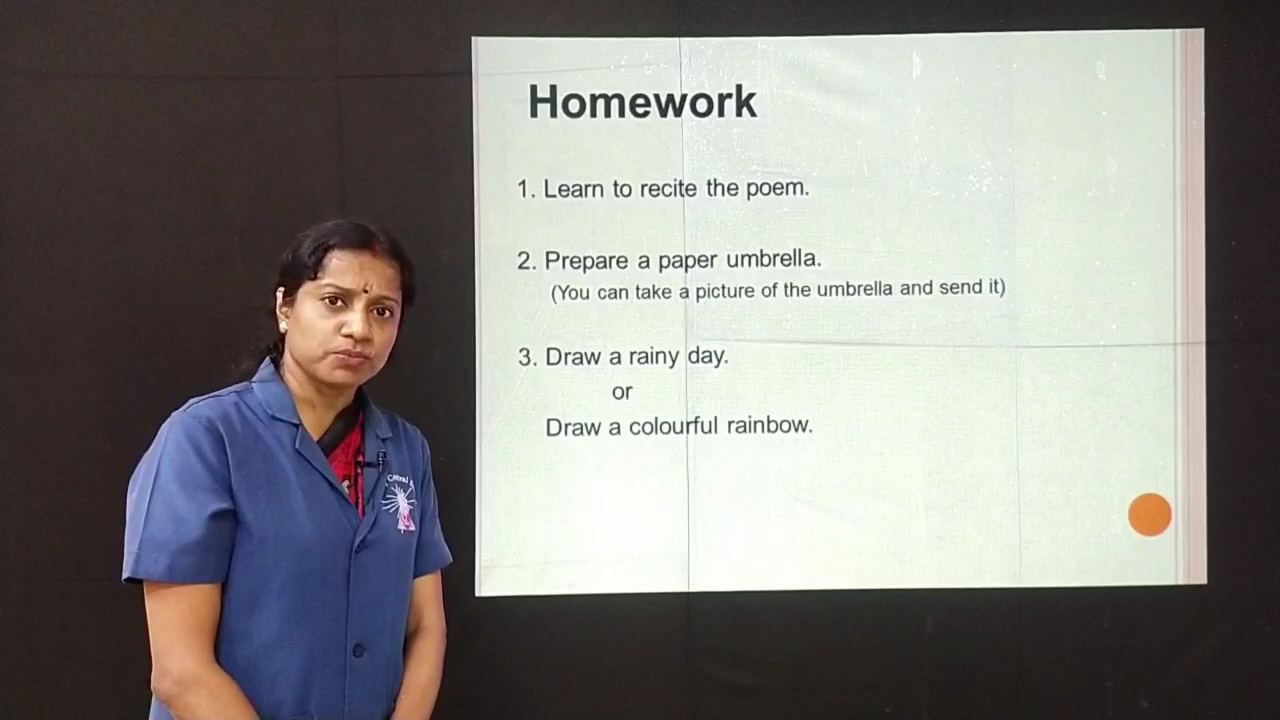 Homework
1. Learn to recite the poem.
2. Prepare a paper umbrella.
(You can take a picture of the umbrella and send it)
3. Draw a rainy day.
or
Draw a colourful rainbow.